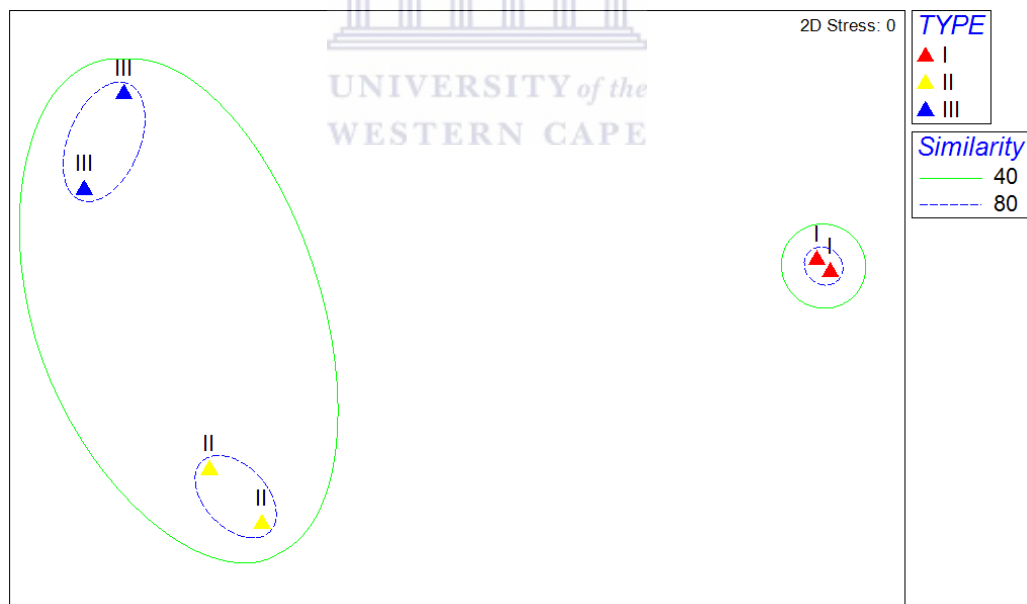 2D Stress: 0
UNIVERSITY of the
WESTERN CAPE
III
III
I
I
II
II
TYPE
I
II
III
Similarity
40
80